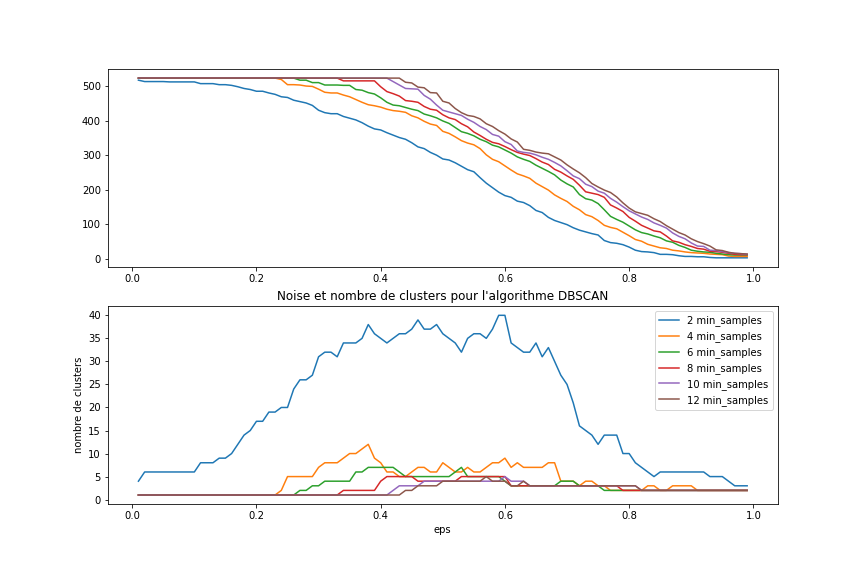 500
400
300
200
100
0
0.0 0.2 0.4 0.6 0.8 1.0
Noise et nombre de clusters pour l'algorithme DBSCAN
40
35
30
25
20
15
10
5
0
nombre de clusters
2 min_samples
4 min_samples
6 min_samples
8 min_samples
10 min_samples
12 min_samples
0.0 0.2 0.4 0.6 0.8 1.0
eps